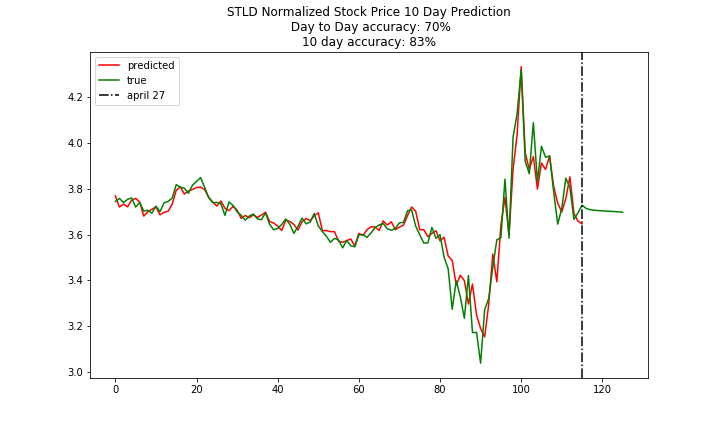 STLD Normalized Stock Price 10 Day Prediction
Day to Day accuracy: 70%
10 day accuracy: 83%
predicted
true
april 27
4.2
4.0
3.8
3.6
3.4
3.2
3.0
0 20 40 60 80 100 120